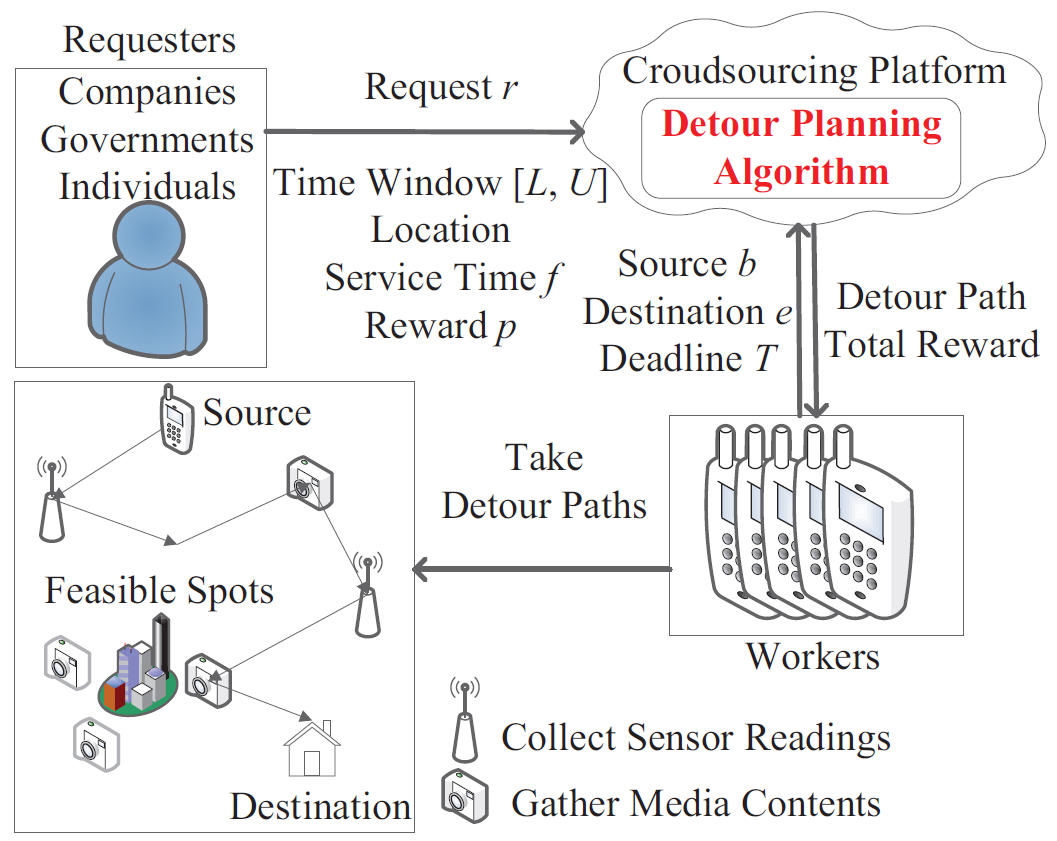 Requesters
Companies
Governments
Individuals
Request r
Time Window [L, U]
Location
Service Time f
Reward p
Croudsourcing Platform
Detour Planning
Algorithm
Source b
Destination e
Deadline T
Detour Path
Total Reward
Source
Feasible Spots
Destination
Take
Detour Paths
Workers
Collect Sensor Readings
Gather Media Contents